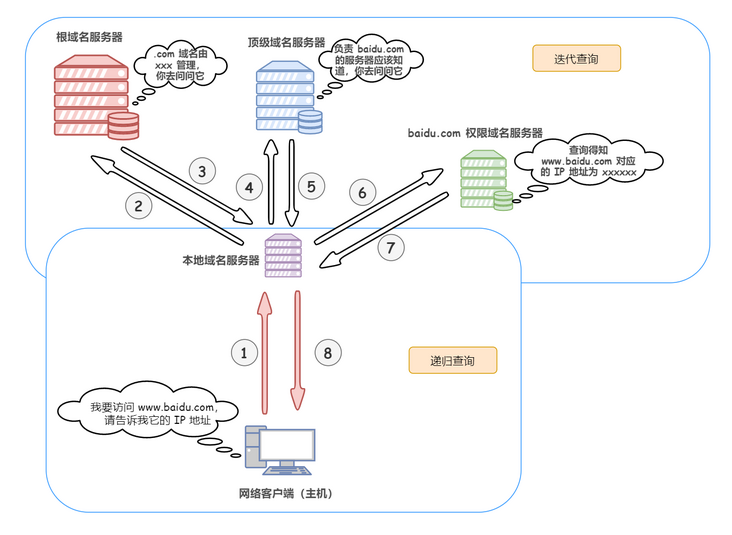 根域名服务器
.com 域名由
xxx 管理，
你去问问它
顶级域名服务器
负责 baidu.com
的服务器应该知
道，你去问问它
迭代查询
baidu.com 权限域名服务器
查询得知
www.baidu.com 对应
的 IP 地址为 xxxxxx
3
2
4
5
6
7
本地域名服务器
1
8
递归查询
我要访问 www.baidu.com，
请告诉我它的 IP 地址
网络客户端（主机）